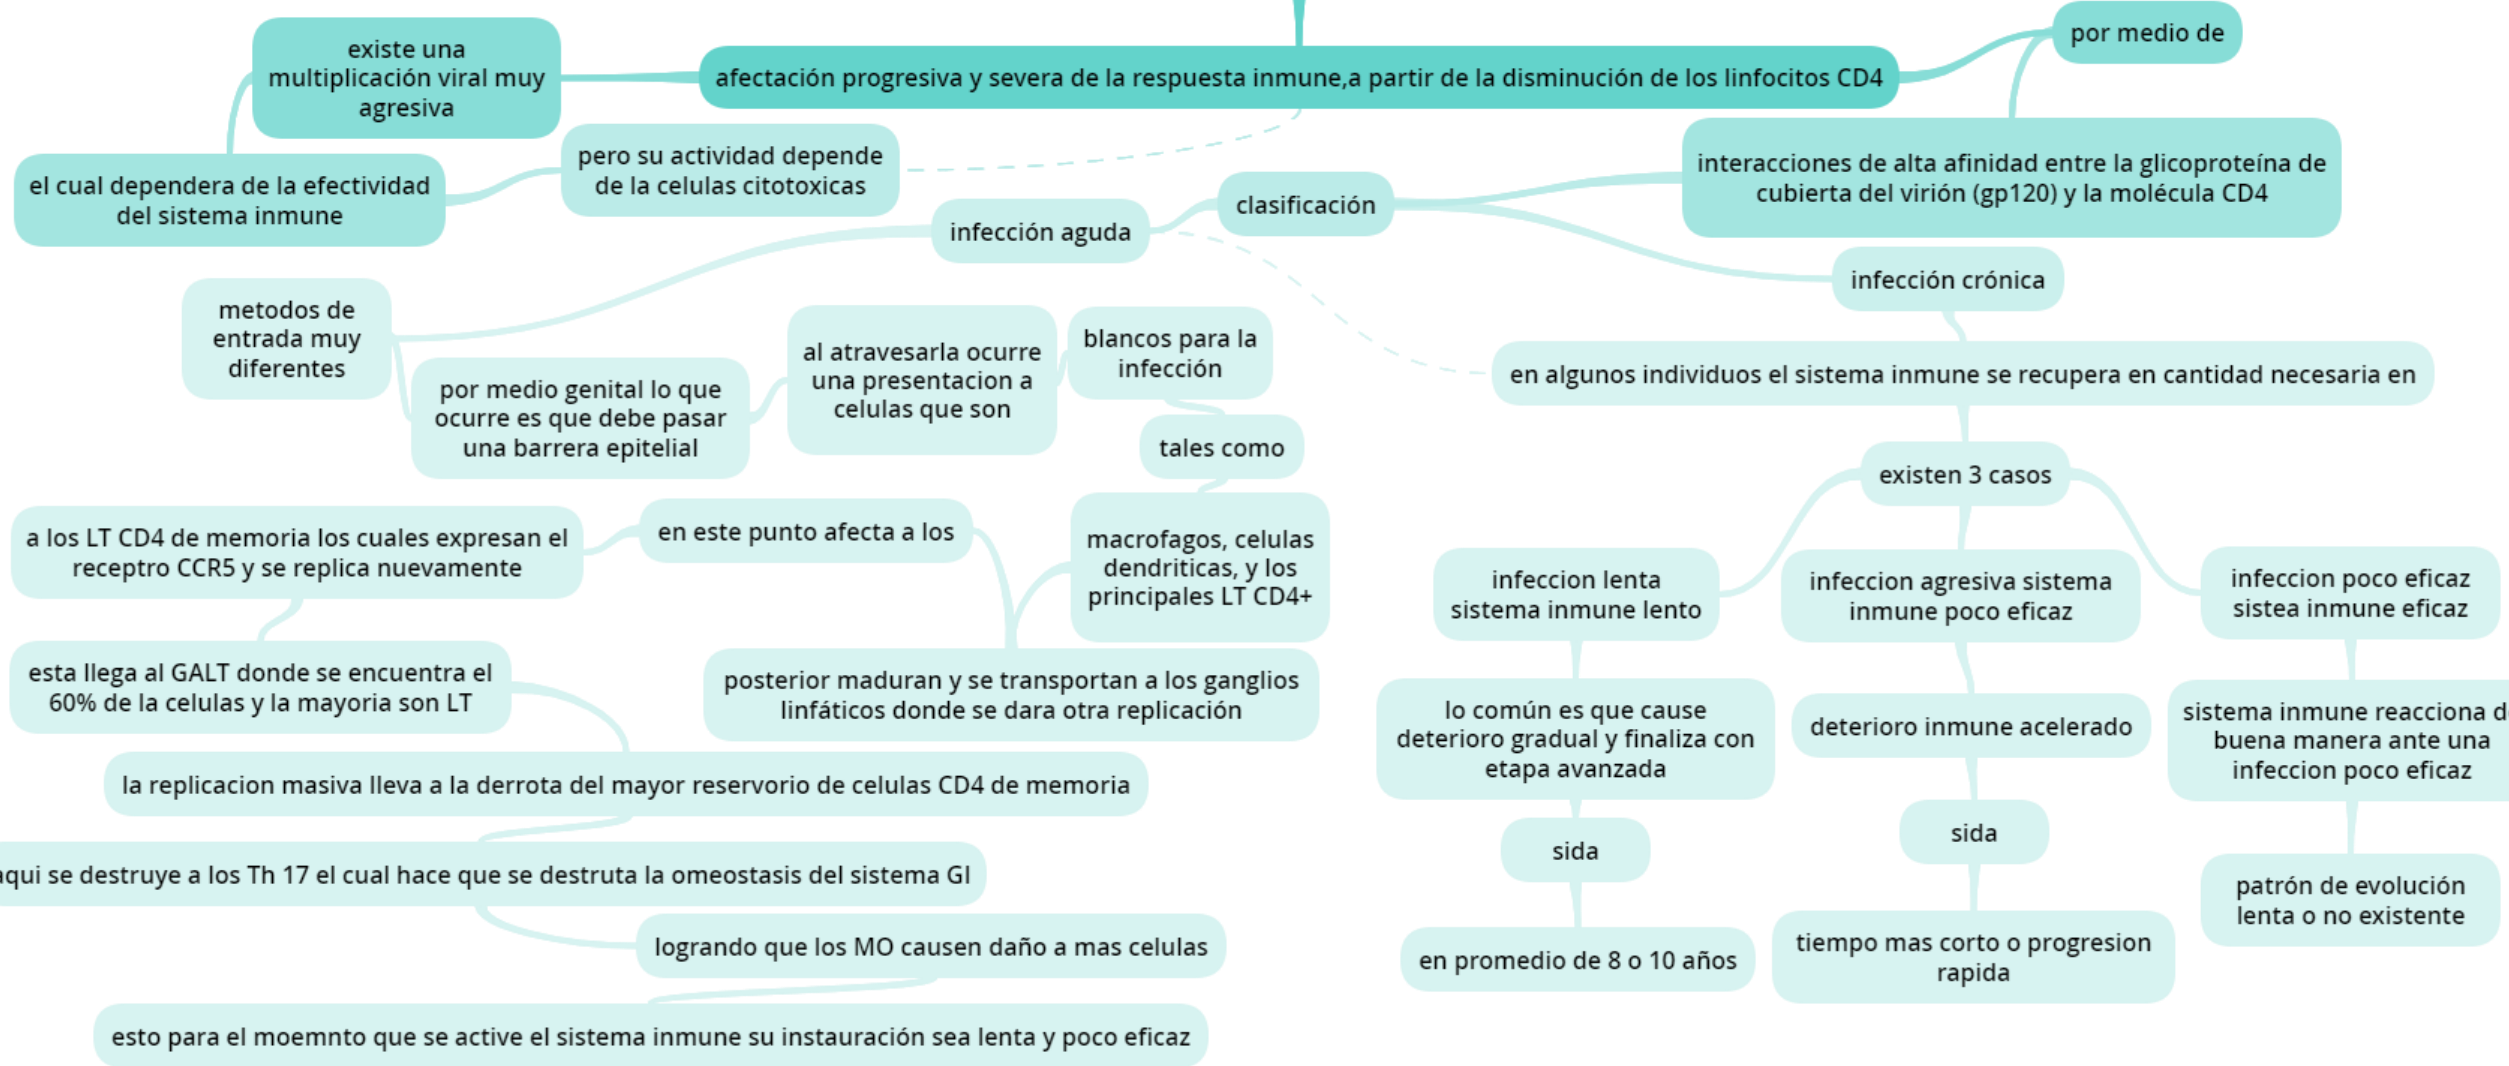 existe una
multiplicación viral muy
agresiva
afectación progresiva y severa de la respuesta inmune,a partir de la disminución de los linfocitos CD4
por medio de
el cual dependera de la efectividad
del sistema inmune
pero su actividad depende
de la celulas citotoxicas
interacciones de alta afinidad entre la glicoproteína de
cubierta del virión (gp120) y la molécula CD4
clasificación
infección aguda
infección crónica
metodos de
entrada muy
diferentes
por medio genital lo que
ocurre es que debe pasar
una barrera epitelial
al atravesarla ocurre
una presentacion a
celulas que son
blancos para la
infección
tales como
macrofagos, celulas
dendriticas, y los
principales LT CD4+
posterior maduran y se transportan a los ganglios
linfáticos donde se dara otra replicación
en este punto afecta a los
a los LT CD4 de memoria los cuales expresan el
receptro CCR5 y se replica nuevamente
esta llega al GALT donde se encuentra el
60% de la celulas y la mayoria son LT
la replicacion masiva lleva a la derrota del mayor reservorio de celulas CD4 de memoria
aqui se destruye a los Th 17 el cual hace que se destruta la omeostasis del sistema GI
logrando que los MO causen daño a mas celulas
esto para el moemnto que se active el sistema inmune su instauración sea lenta y poco eficaz
en algunos individuos el sistema inmune se recupera en cantidad necesaria en
existen 3 casos
infeccion lenta
sistema inmune lento
lo común es que cause
deterioro gradual y finaliza con
etapa avanzada
sida
en promedio de 8 o 10 años
infeccion agresiva sistema
inmune poco eficaz
deterioro inmune acelerado
sida
tiempo mas corto o progresion
rapida
infeccion poco eficaz
sistea inmune eficaz
sistema inmune reacciona
buena manera ante una
infeccion poco eficaz
patrón de evolución
lenta o no existente